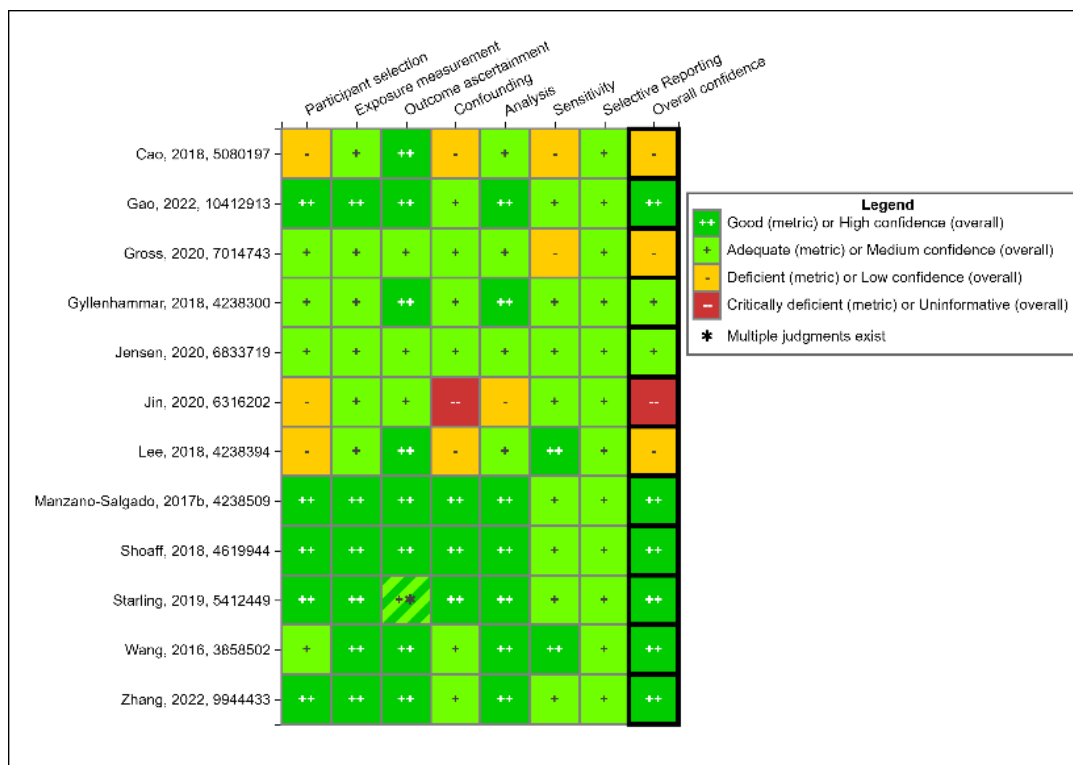 Participant selection
Exposure measurement
Outcome ascertainment
Confounding
Analysis
Sensitivity
Selective Reporting
Overall confidence
Cao, 2018, 5080197 - + ++ - + - + -
Gao, 2022, 10412913 ++ ++ ++ + ++ + + ++
Gross, 2020, 7014743 + + + + + - + -
Gyllenhammar, 2018, 4238300 + + ++ + ++ + + +
Jensen, 2020, 6833719 + + + + + + + +
Jin, 2020, 6316202 - + + -- - + + --
Lee, 2018, 4238394 - + ++ - + ++ + -
Manzano-Salgado, 2017b, 4238509 ++ ++ ++ ++ ++ + + ++
Shoaff, 2018, 4619944 ++ ++ ++ ++ ++ + + ++
Starling, 2019, 5412449 ++ ++ +* ++ ++ + + ++
Wang, 2016, 3858502 + ++ ++ + ++ ++ + ++
Zhang, 2022, 9944433 ++ ++ ++ + ++ + + ++
Legend
++ Good (metric) or High confidence (overall)
+ Adequate (metric) or Medium confidence (overall)
- Deficient (metric) or Low confidence (overall)
-- Critically deficient (metric) or Uninformative (overall)
* Multiple judgments exist